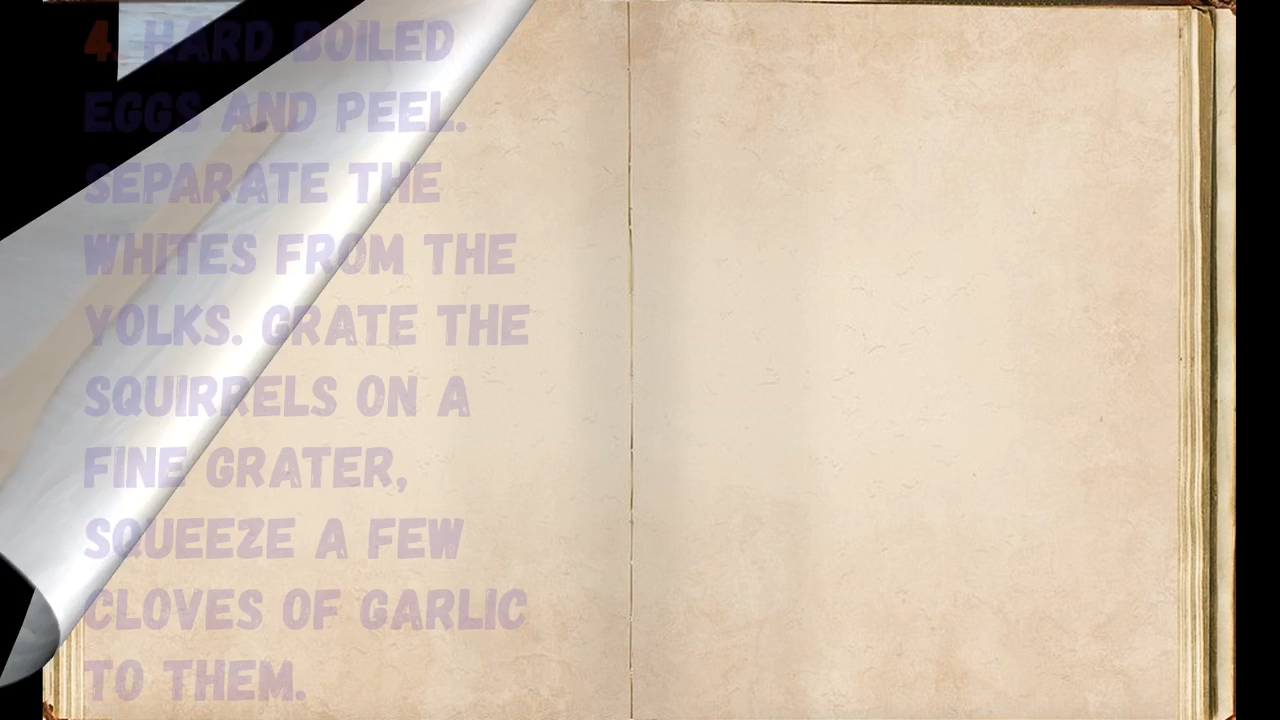 4. HARD BOILED
EGGS AND PEEL.
SEPARATE THE
WHITES FROM THE
YOLKS. GRATE THE
SQUIRRELS ON A
FINE GRATER,
SQUEEZE A FEW
CLOVES OF GARLIC
TO THEM.